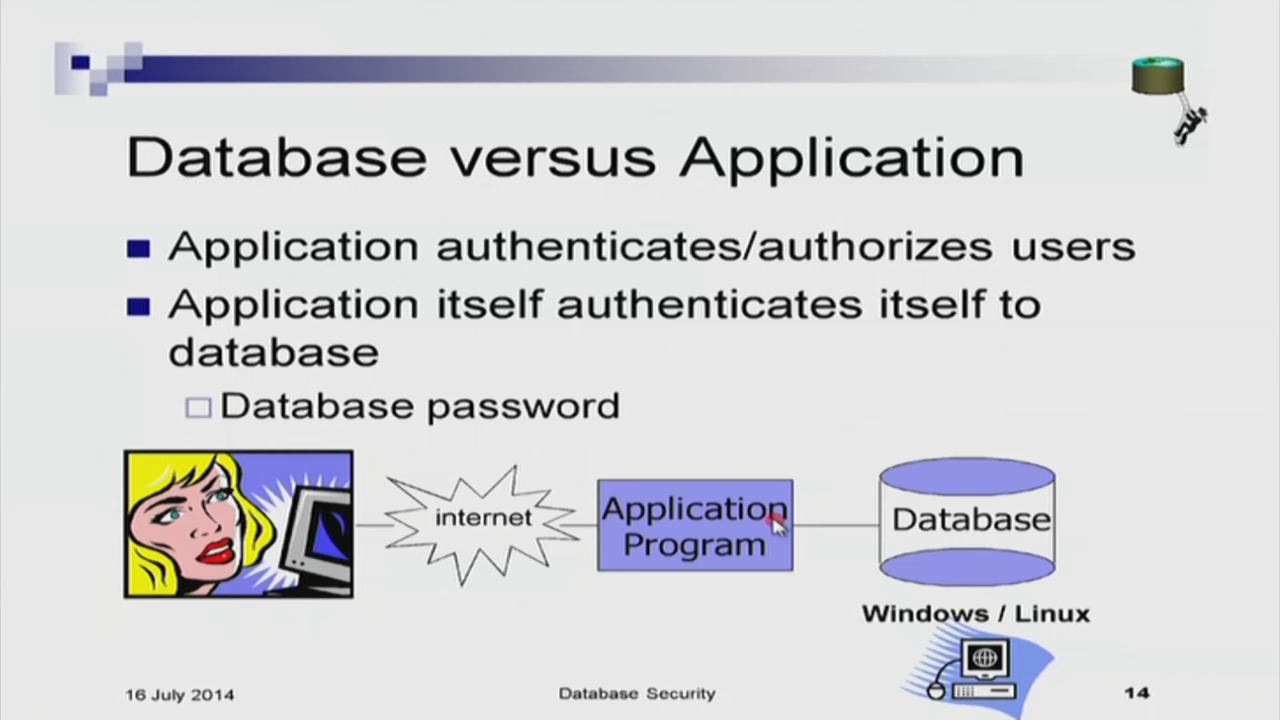 Database versus Application
Application authenticates/authorizes users
Application itself authenticates itself to
database
Database password
internet
Application
Program
Database
Windows / Linux
16 July 2014
Database Security
14